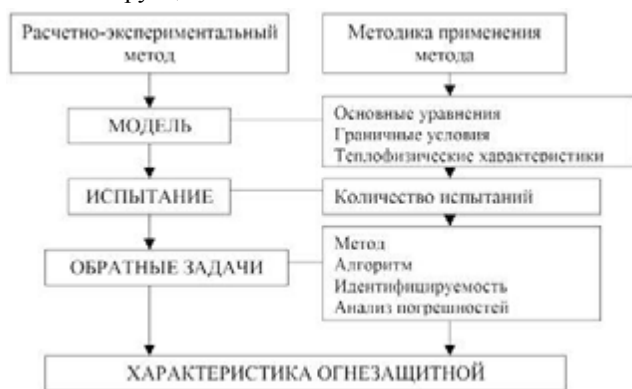 Расчетно-экспериментальный
метод
Методика применения
метода
МОДЕЛЬ
Основные уравнения
Граничные условия
Теплофизические характеристики
ИСПЫТАНИЕ
Количество испытаний
ОБРАТНЫЕ ЗАДАЧИ
Метод
Алгоритм
Идентифицируемость
Анализ погрешностей
ХАРАКТЕРИСТИКА ОГНЕЗАЩИТНОЙ